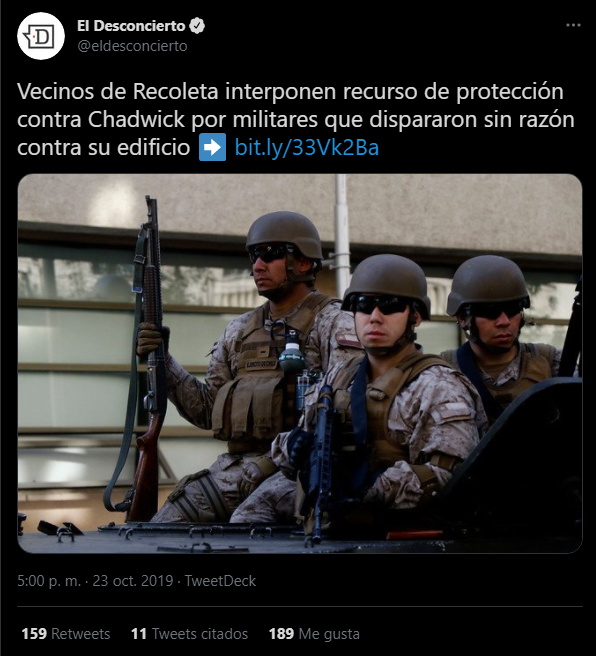 El Desconcierto
@eldesconcierto
Vecinos de Recoleta interponen recurso de protección
contra Chadwick por militares que dispararon sin razón
contra su edificio ➡ bit.ly/33Vk2Ba
5:00 p. m. · 23 oct. 2019 · TweetDeck
159 Retweets 11 Tweets citados 189 Me gusta